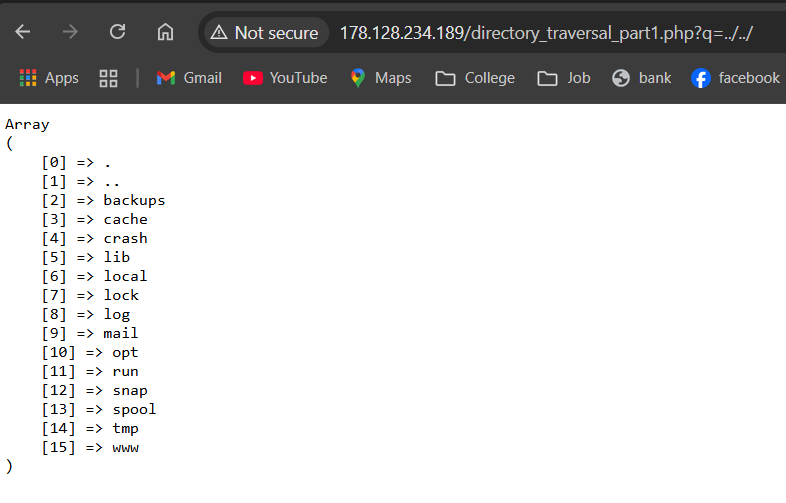 Not secure 178.128.234.189/directory_traversal_part1.php?q=../../
Apps Gmail YouTube Maps College Job bank facebook
Array
(
[0] => .
[1] => ..
[2] => backups
[3] => cache
[4] => crash
[5] => lib
[6] => local
[7] => lock
[8] => log
[9] => mail
[10] => opt
[11] => run
[12] => snap
[13] => spool
[14] => tmp
[15] => www
)